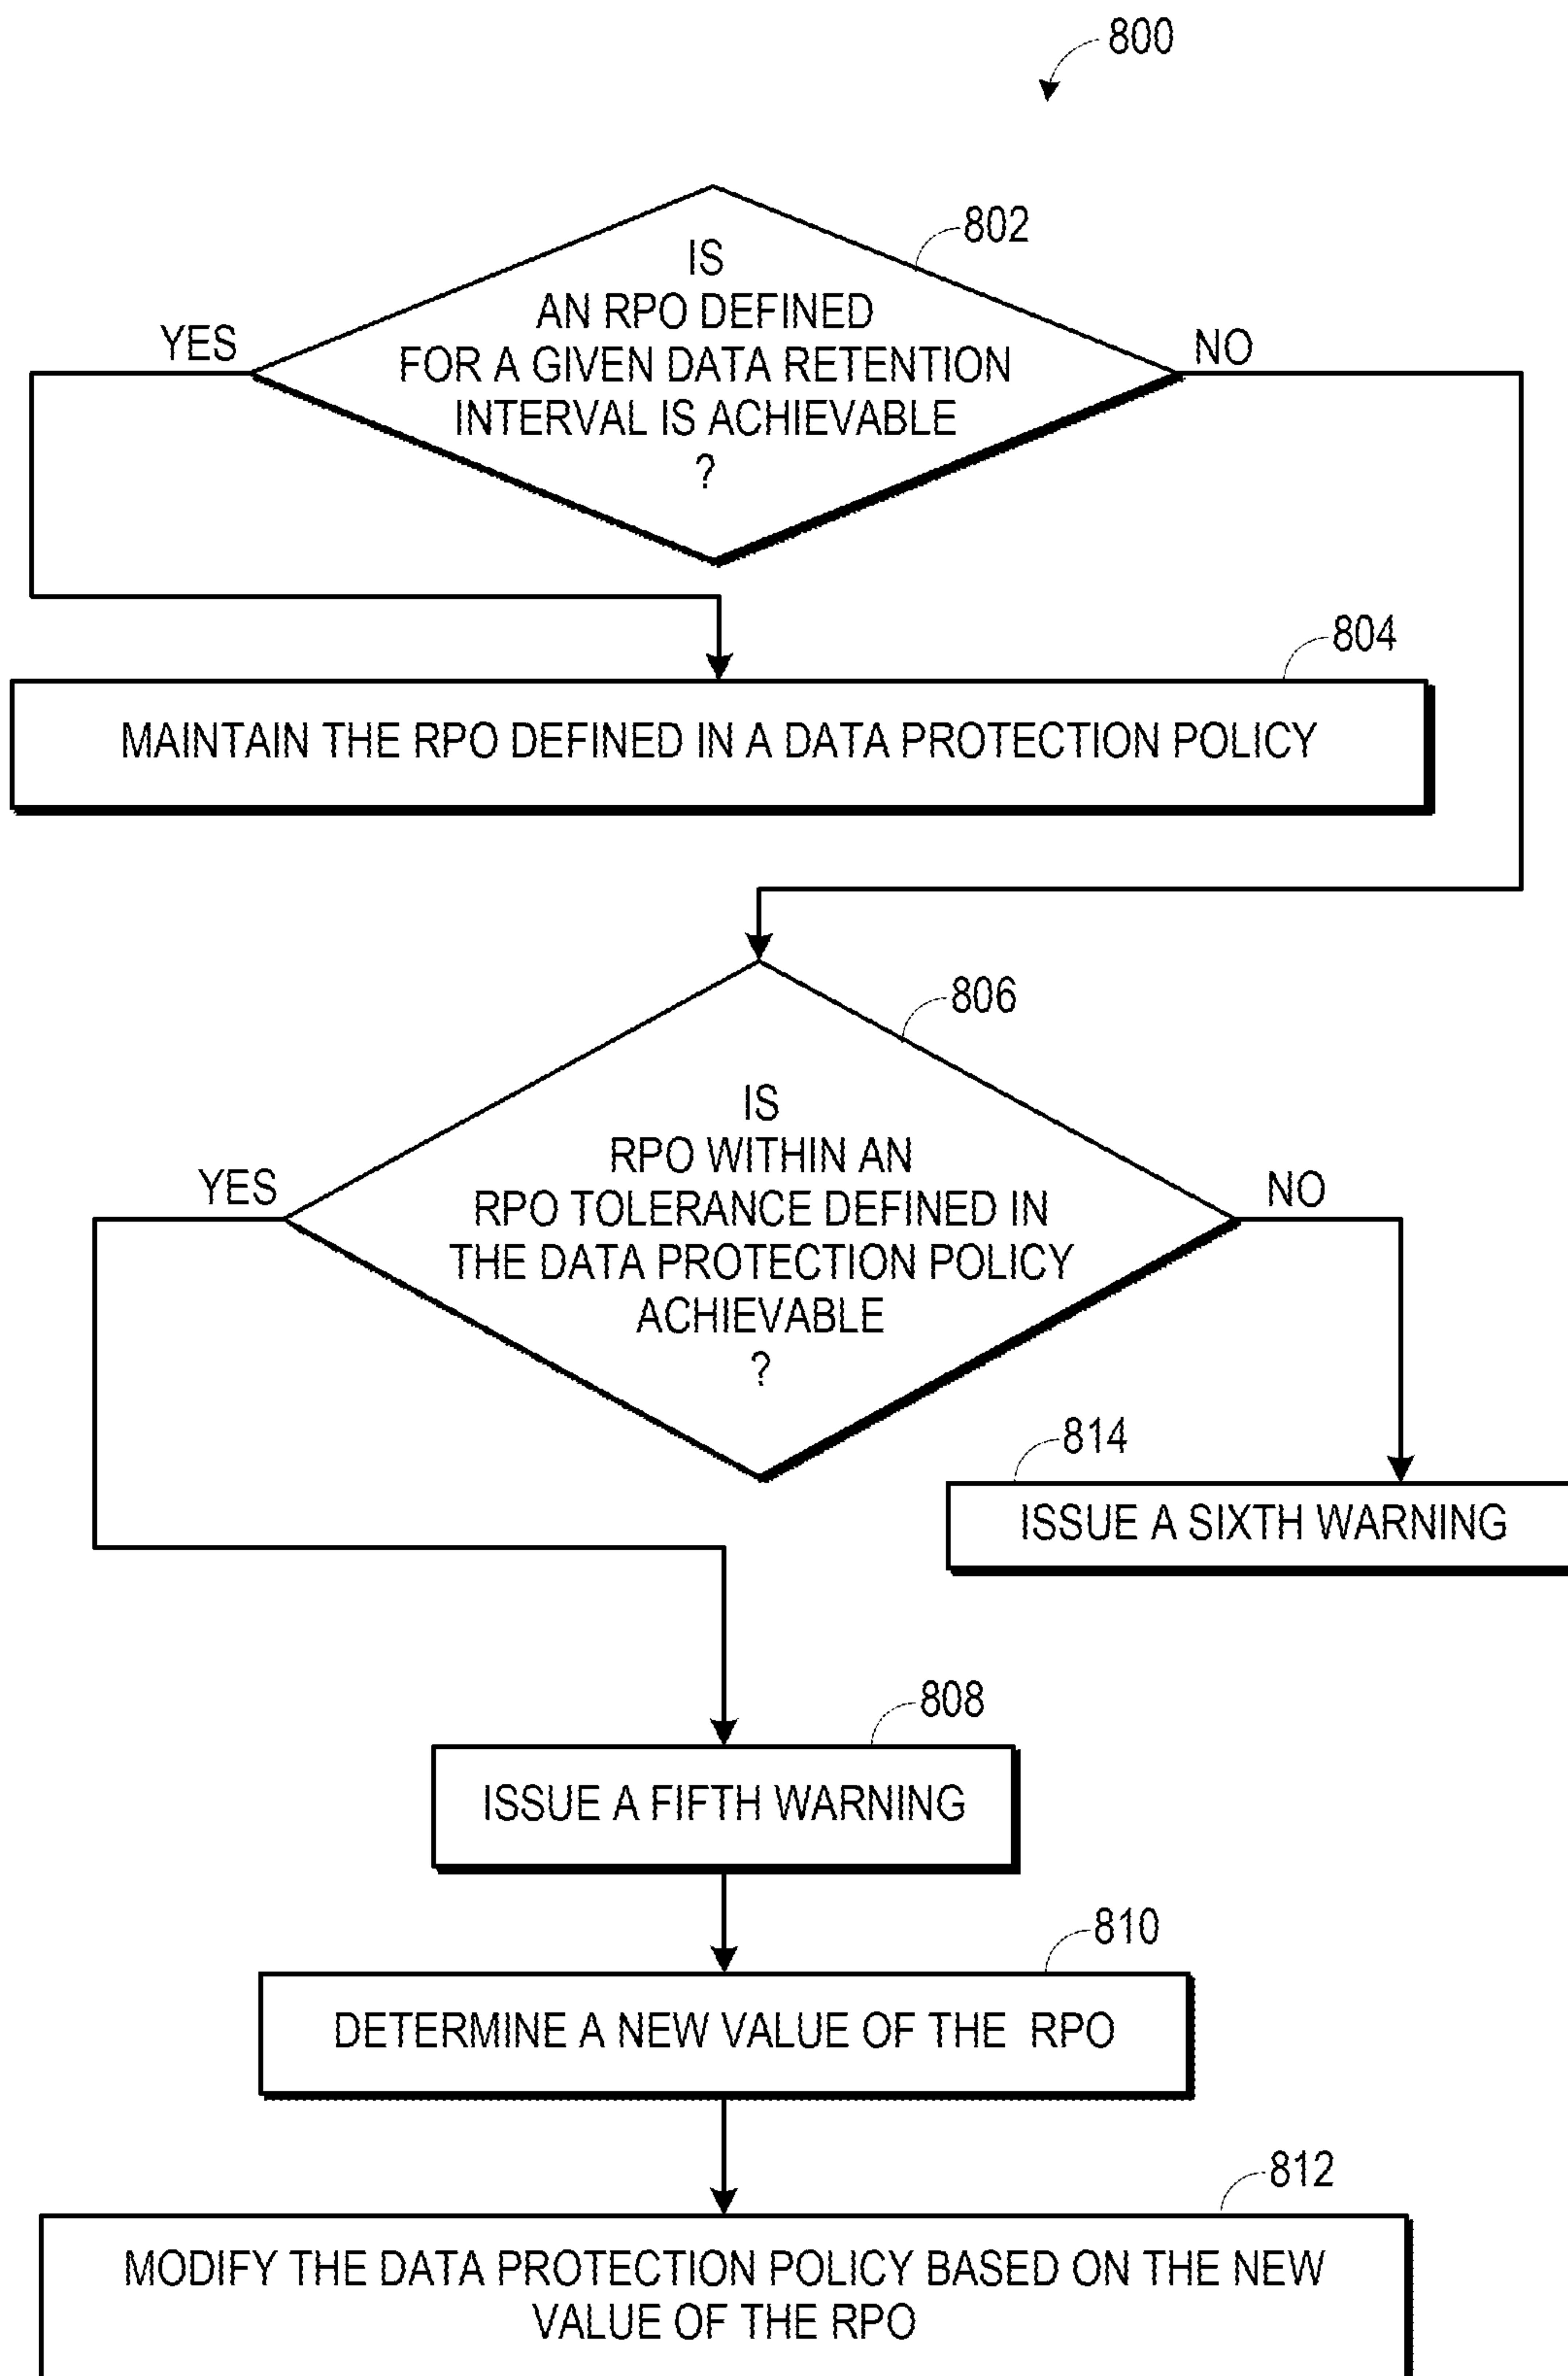 800
802
IS
AN RPO DEFINED
FOR A GIVEN DATA RETENTION
INTERVAL IS ACHIEVABLE
?
YES
NO
804
MAINTAIN THE RPO DEFINED IN A DATA PROTECTION POLICY
806
IS
RPO WITHIN AN
RPO TOLERANCE DEFINED IN
THE DATA PROTECTION POLICY
ACHIEVABLE
?
YES
NO
814
ISSUE A SIXTH WARNING
808
ISSUE A FIFTH WARNING
810
DETERMINE A NEW VALUE OF THE RPO
812
MODIFY THE DATA PROTECTION POLICY BASED ON THE NEW
VALUE OF THE RPO